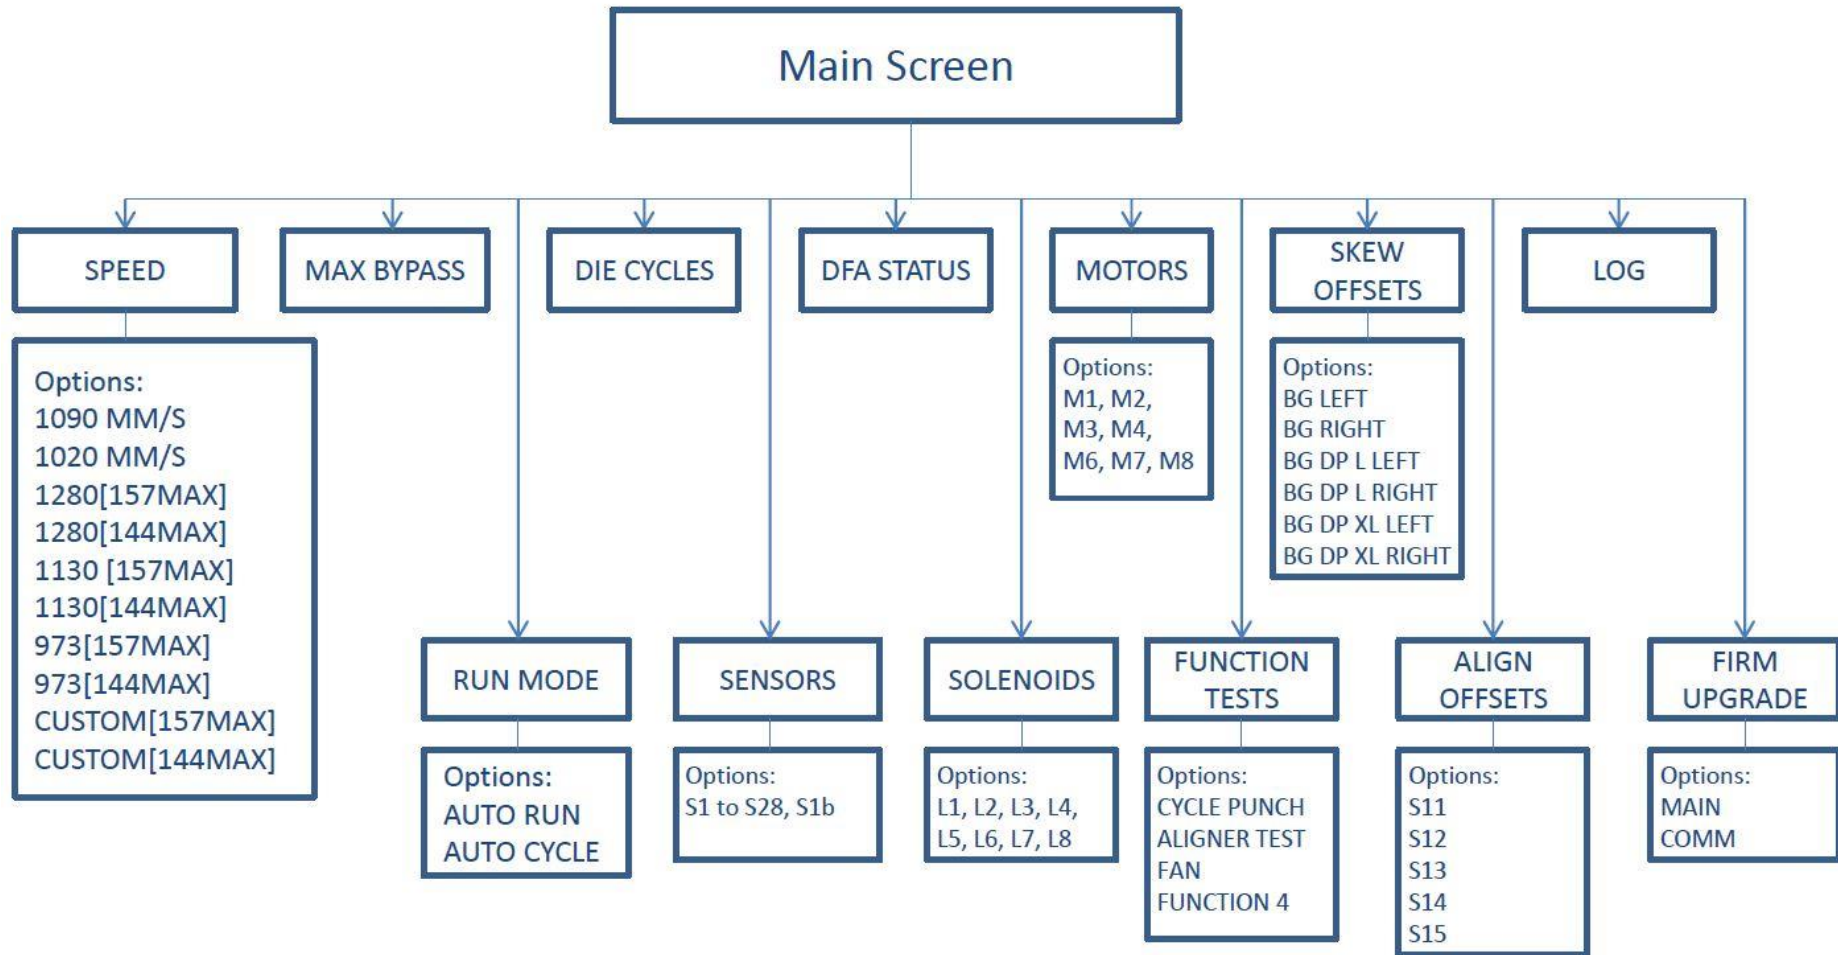 Main Screen
SPEED
MAX BYPASS
DIE CYCLES
DFA STATUS
MOTORS
SKEW
OFFSETS
LOG
Options:
1090 MM/S
1020 MM/S
1280[157MAX]
1280[144MAX]
1130 [157MAX]
1130[144MAX]
973[157MAX]
973[144MAX]
CUSTOM[157MAX]
CUSTOM[144MAX]
Options:
M1, M2,
M3, M4,
M6, M7, M8
Options:
BG LEFT
BG RIGHT
BG DP L LEFT
BG DP L RIGHT
BG DP XL LEFT
BG DP XL RIGHT
RUN MODE
SENSORS
SOLENOIDS
FUNCTION
TESTS
ALIGN
OFFSETS
FIRM
UPGRADE
Options:
AUTO RUN
AUTO CYCLE
Options:
S1 to S28, S1b
Options:
L1, L2, L3, L4,
L5, L6, L7, L8
Options:
CYCLE PUNCH
ALIGNER TEST
FAN
FUNCTION 4
Options:
S11
S12
S13
S14
S15
Options:
MAIN
COMM